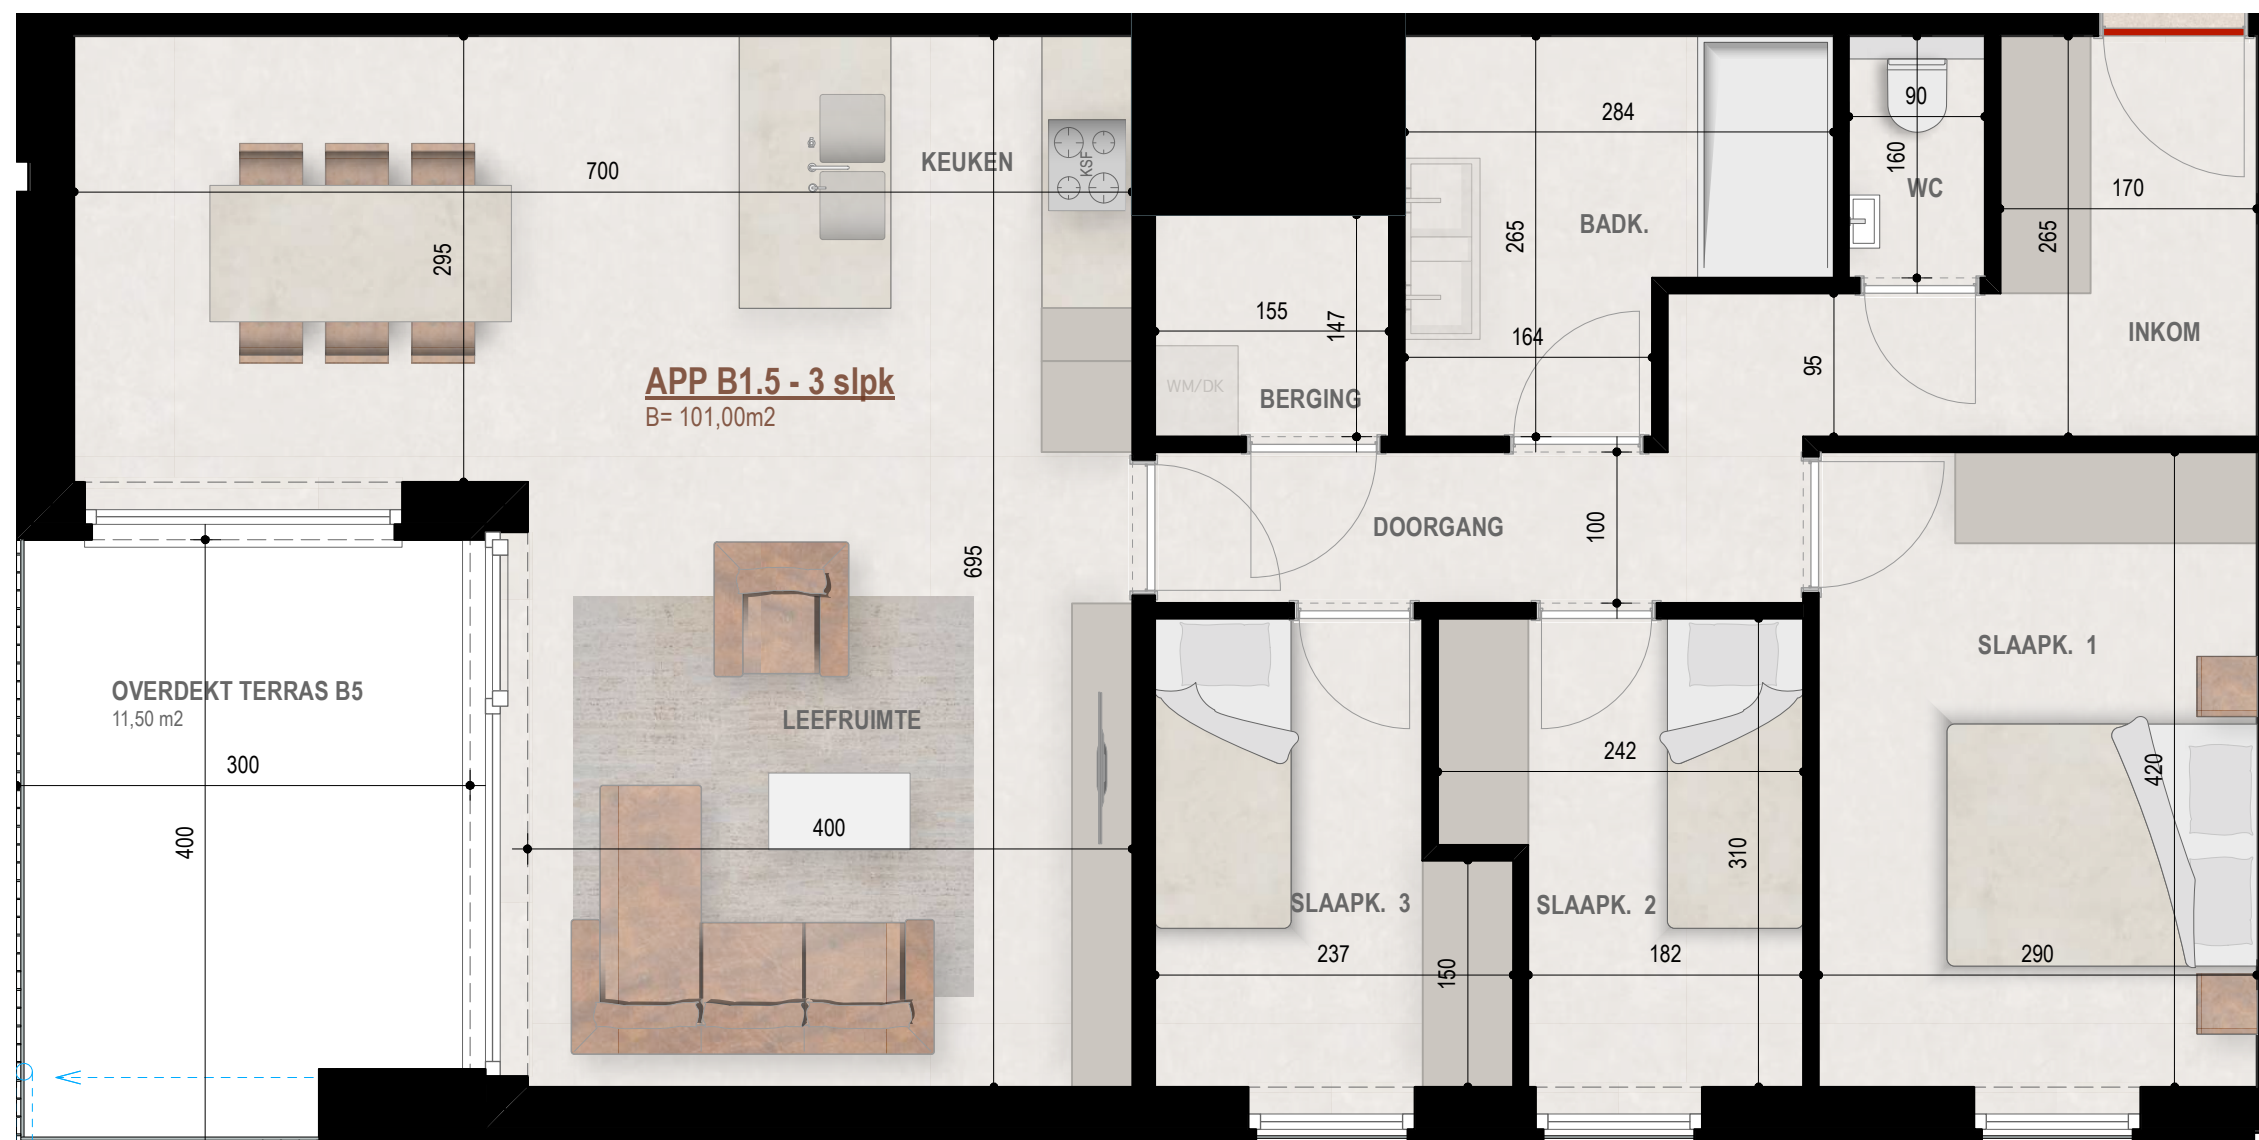 90
284
KEUKEN
KSF
160
700
WC
170
BADK.
265
265
295
155
147
164
INKOM
95
APP B1.5 - 3 slpk
B= 101,00m2
WM/DK
BERGING
DOORGANG
100
695
SLAAPK. 1
OVERDEKT TERRAS B5
11,50 m2
LEEFRUIMTE
242
300
420
400
400
310
SLAAPK. 3
SLAAPK. 2
237
182
290
150